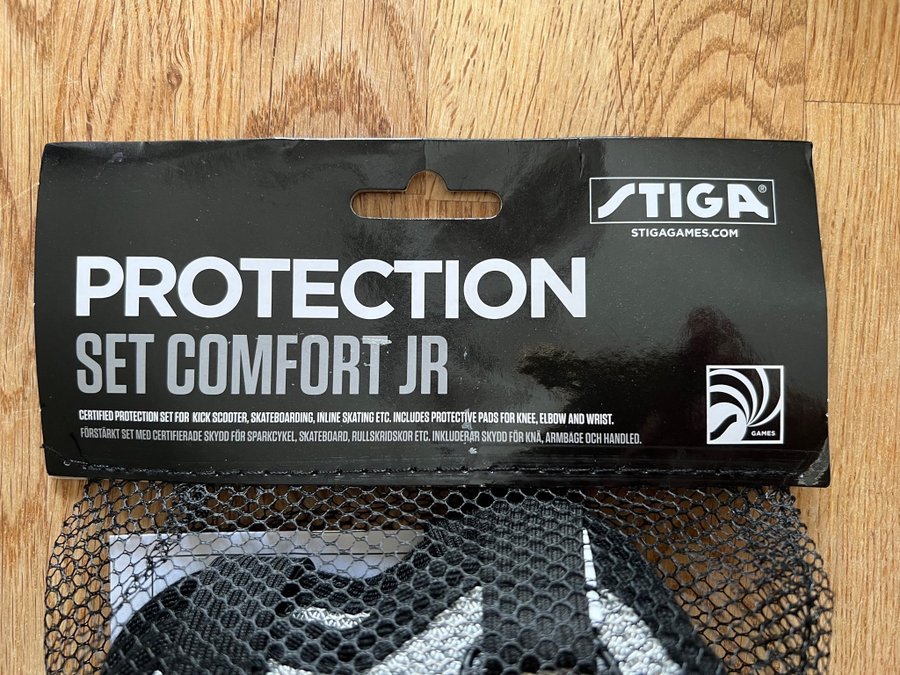 STIGA®
STIGAGAMES.COM
PROTECTION
SET COMFORT JR
CERTIFIED PROTECTION SET FOR KICK SCOOTER, SKATEBOARDING, INLINE SKATING ETC. INCLUDES PROTECTIVE PADS FOR KNEE, ELBOW AND WRIST.
FÖRSTÄRKT SET MED CERTIFIERADE SKYDD FÖR SPARKCYKEL, SKATEBOARD, RULLSKRIDSKOR ETC. INKLUDERAR SKYDD FÖR KNÄ, ARMBÅGE OCH HANDLED.
GAMES